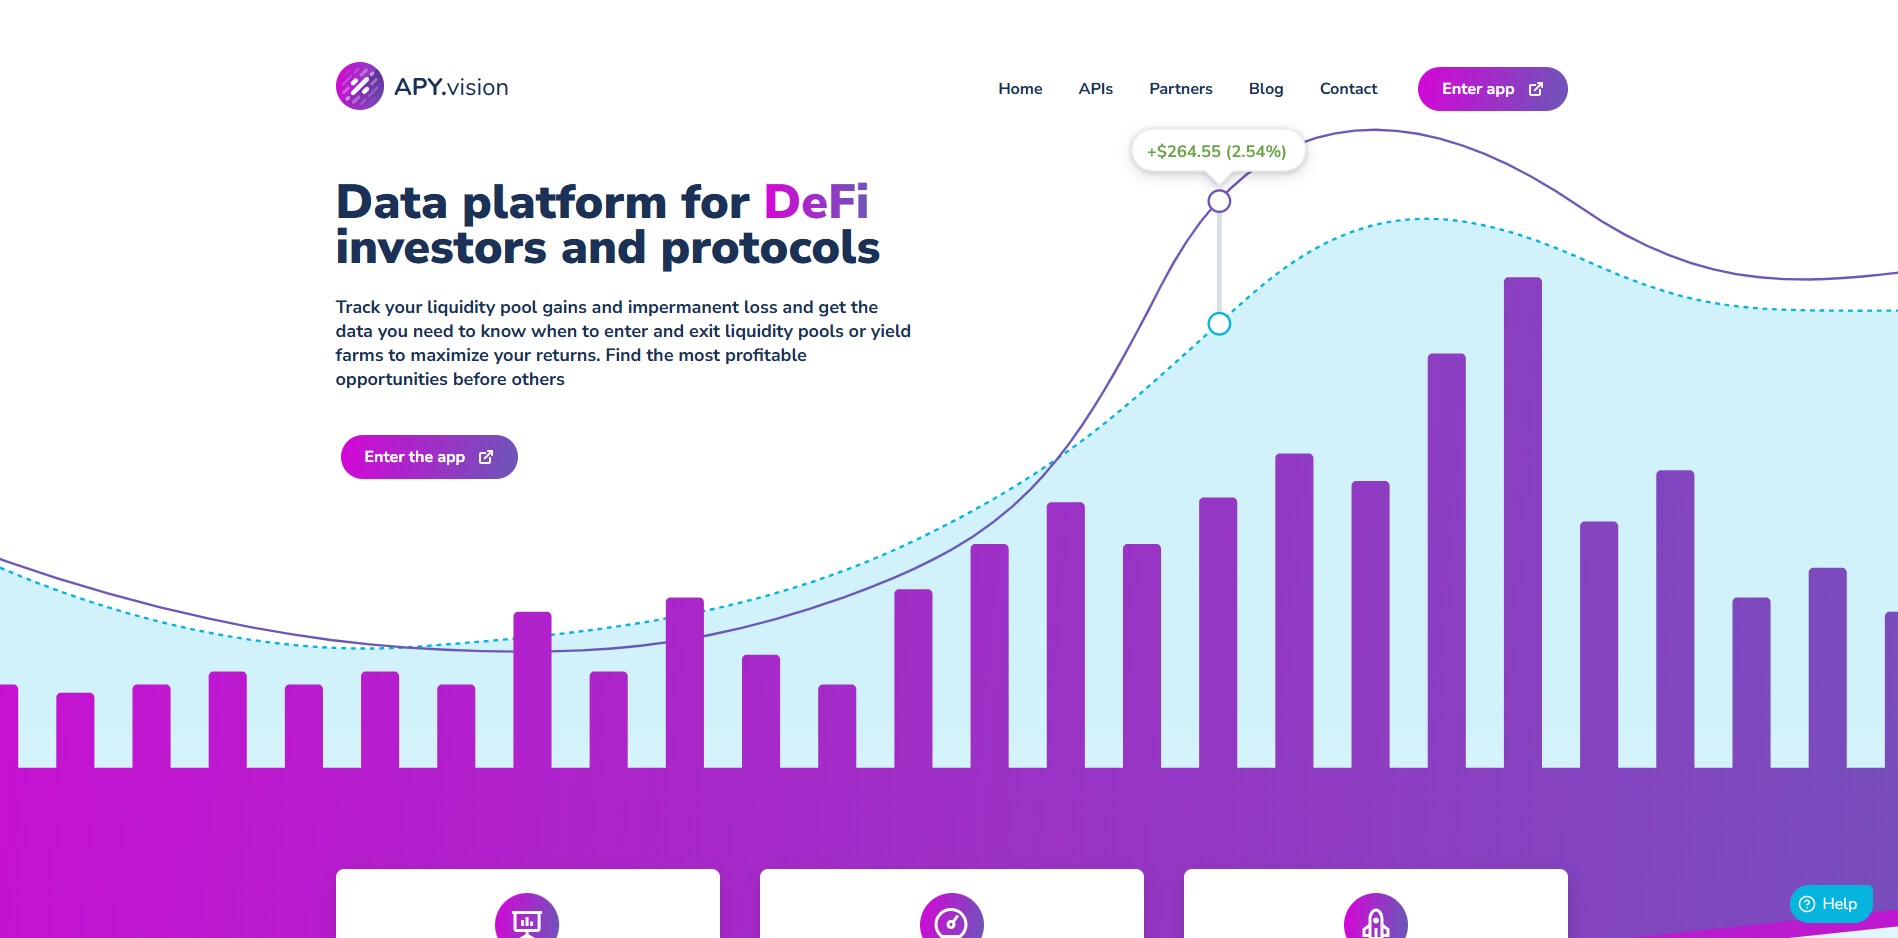 APY.vision
Home
APIs
Partners
Blog
Contact
Enter app
+$264.55 (2.54%)
Data platform for DeFi
investors and protocols
Track your liquidity pool gains and impermanent loss and get the
data you need to know when to enter and exit liquidity pools or yield
farms to maximize your returns. Find the most profitable
opportunities before others
Enter the app
Help